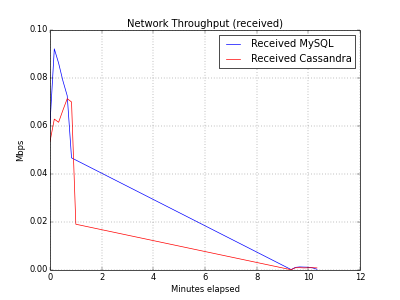 Network Throughput (received)
0.10
Received MySQL
Received Cassandra
0.08
0.06
Mbps
0.04
0.02
0.00
0 2 4 6 8 10 12
Minutes elapsed